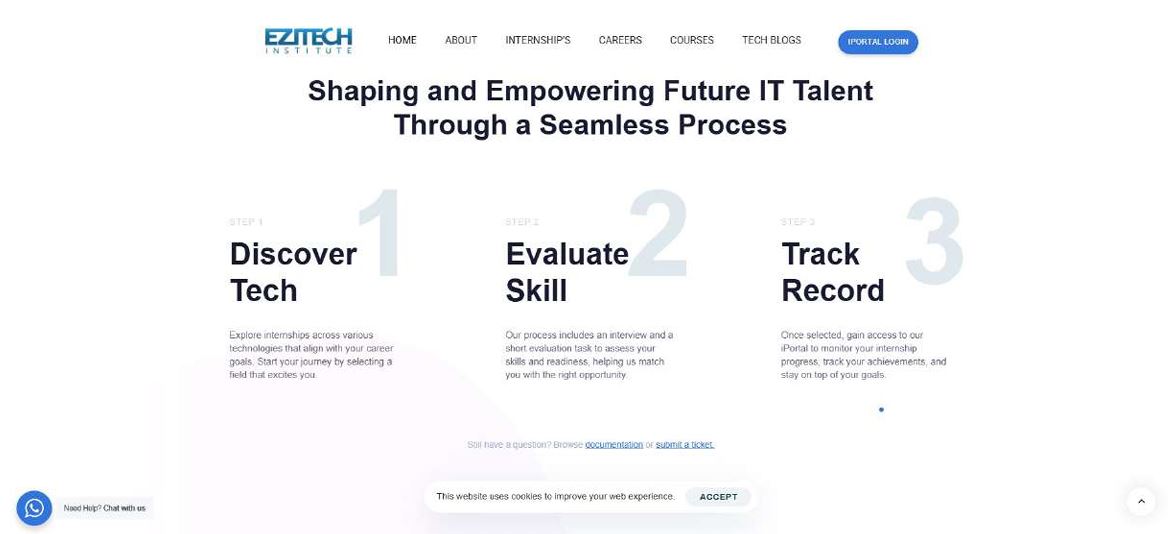 EZITECH
INSTITUTE
HOME
ABOUT
INTERNSHIP'S
CAREERS
COURSES
TECH BLOGS
IPORTAL LOGIN
Shaping and Empowering Future IT Talent
Through a Seamless Process
STEP 1
1
Discover
Tech
Explore internships across various
technologies that align with your career
goals. Start your journey by selecting a
field that excites you.
STEP 2
2
Evaluate
Skill
Our process includes an interview and a
short evaluation task to assess your
skills and readiness, helping us match
you with the right opportunity.
STEP 3
3
Track
Record
Once selected, gain access to our
iPortal to monitor your internship
progress, track your achievements, and
stay on top of your goals.
Still have a question? Browse documentation or submit a ticket.
This website uses cookies to improve your web experience.
ACCEPT
Need Help? Chat with us